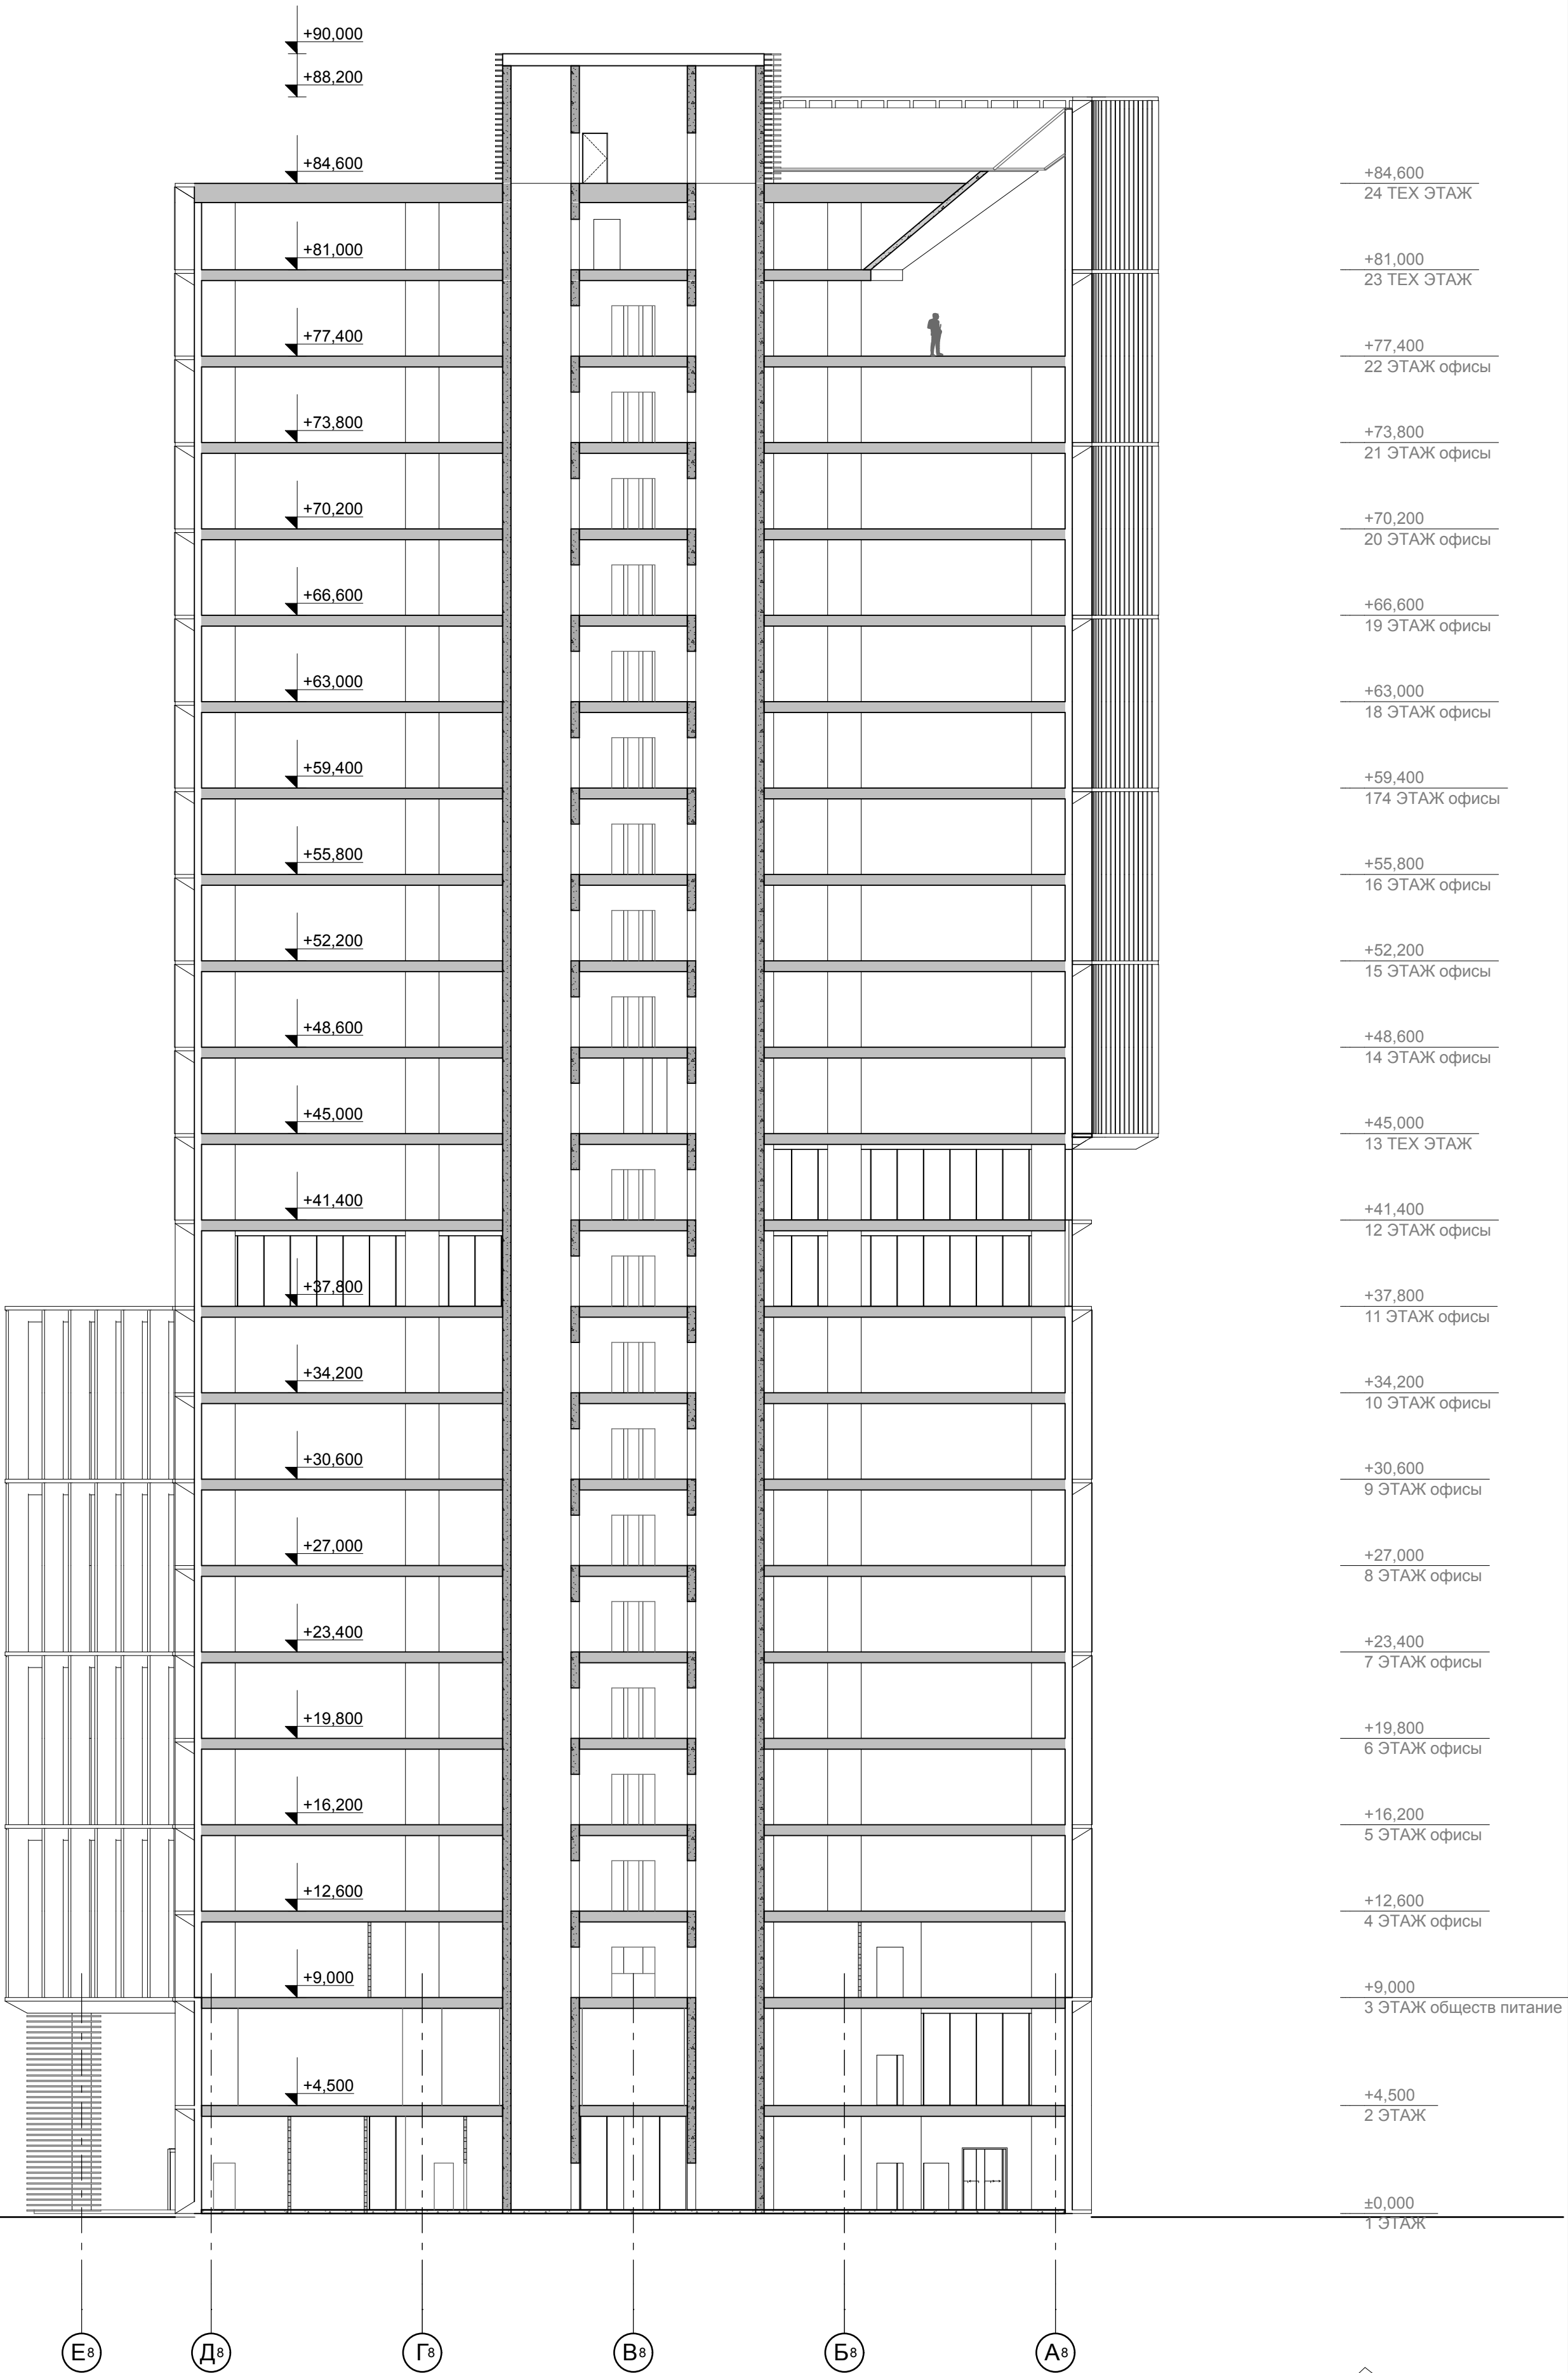 +90,000
+88,200
+84,600
+84,600
24 ТЕХ ЭТАЖ
+81,000
+81,000
23 ТЕХ ЭТАЖ
+77,400
+77,400
22 ЭТАЖ офисы
+73,800
+73,800
21 ЭТАЖ офисы
+70,200
+70,200
20 ЭТАЖ офисы
+66,600
+66,600
19 ЭТАЖ офисы
+63,000
+63,000
18 ЭТАЖ офисы
+59,400
+59,400
174 ЭТАЖ офисы
+55,800
+55,800
16 ЭТАЖ офисы
+52,200
+52,200
15 ЭТАЖ офисы
+48,600
+48,600
14 ЭТАЖ офисы
+45,000
+45,000
13 ТЕХ ЭТАЖ
+41,400
+41,400
12 ЭТАЖ офисы
+37,800
+37,800
11 ЭТАЖ офисы
+34,200
+34,200
10 ЭТАЖ офисы
+30,600
+30,600
9 ЭТАЖ офисы
+27,000
+27,000
8 ЭТАЖ офисы
+23,400
+23,400
7 ЭТАЖ офисы
+19,800
+19,800
6 ЭТАЖ офисы
+16,200
+16,200
5 ЭТАЖ офисы
+12,600
+12,600
4 ЭТАЖ офисы
+9,000
+9,000
3 ЭТАЖ обществ питание
+4,500
+4,500
2 ЭТАЖ
±0,000
1 ЭТАЖ
Е8 Д8 Г8 В8 Б8 А8